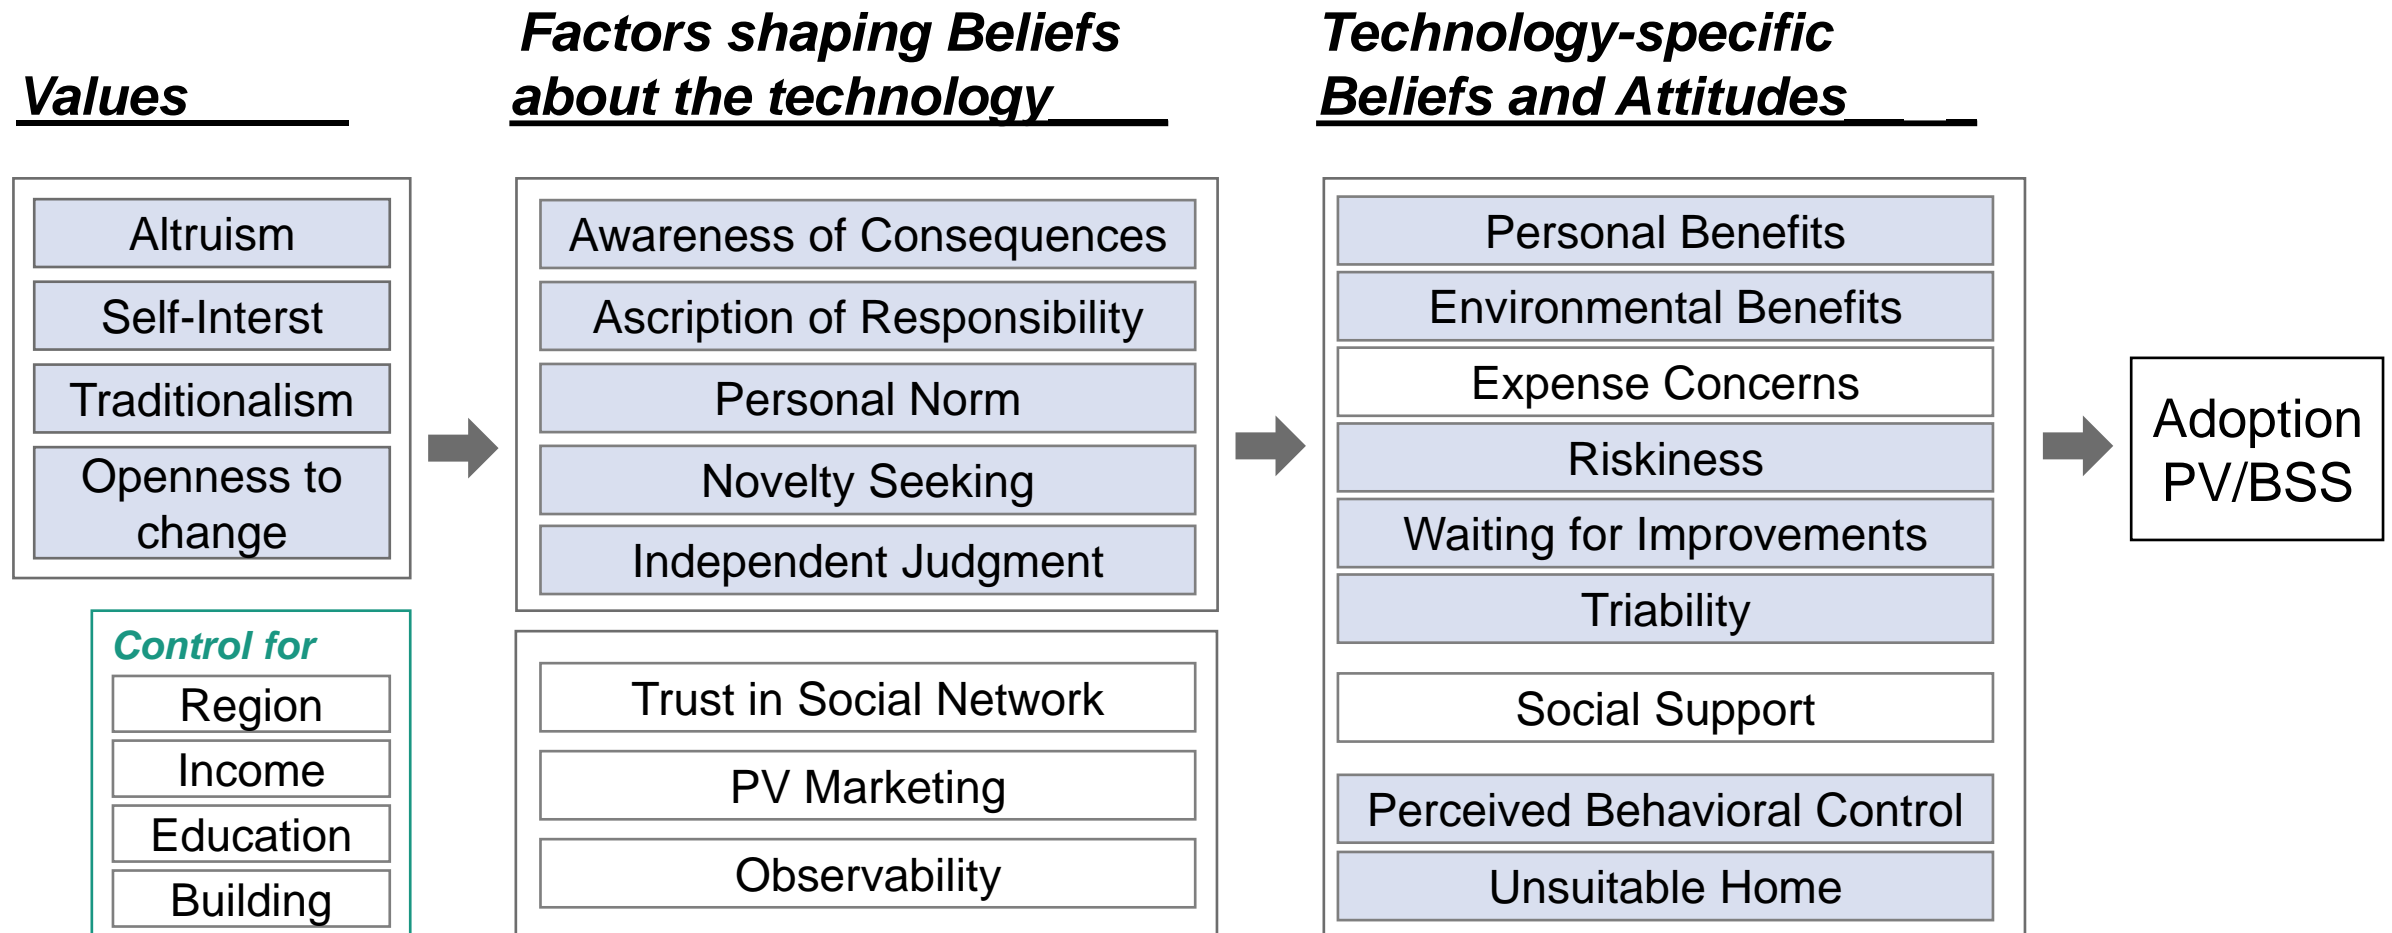 Values
Factors shaping Beliefs
about the technology
Technology-specific
Beliefs and Attitudes
Altruism
Self-Interst
Traditionalism
Openness to
change
Control for
Region
Income
Education
Building
Awareness of Consequences
Ascription of Responsibility
Personal Norm
Novelty Seeking
Independent Judgment
Trust in Social Network
PV Marketing
Observability
Personal Benefits
Environmental Benefits
Expense Concerns
Riskiness
Waiting for Improvements
Triability
Social Support
Perceived Behavioral Control
Unsuitable Home
Adoption
PV/BSS